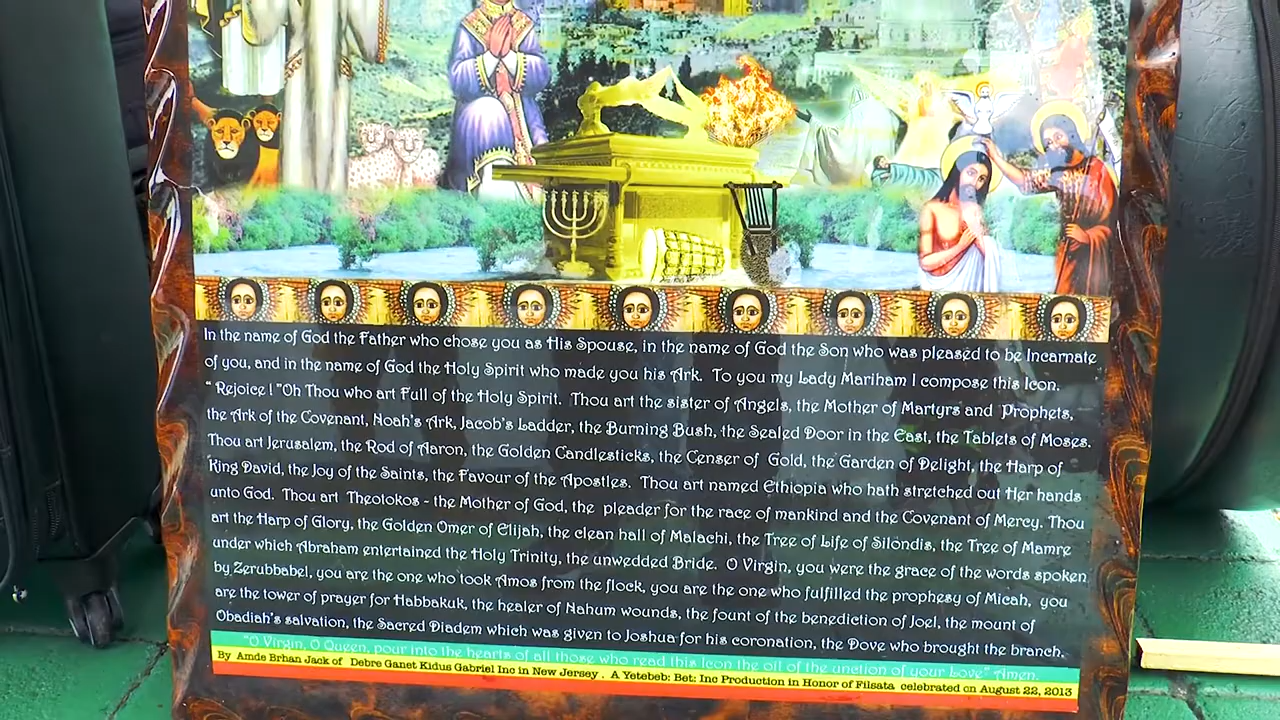 In the name of God the Father who chose you as His Spouse, in the name of God the Son who was pleased to be Incarnate
of you, and in the name of God the Holy Spirit who made you his Ark. To you my Lady Mariham I compose this Icon.
" Rejoice ! "Oh Thou who art Full of the Holy Spirit. Thou art the sister of Angels, the Mother of Martyrs and Prophets,
the Ark of the Covenant, Noah's Ark, Jacob's Ladder, the Burning Bush, the Sealed Door in the East, the Tablets of Moses.
Thou art Jerusalem, the Rod of Aaron, the Golden Candlesticks, the Censer of Gold, the Garden of Delight, the Harp of
King David, the Joy of the Saints, the Favour of the Apostles. Thou art named Ethiopia who hath stretched out Her hands
unto God. Thou art Theotokos - the Mother of God, the pleader for the race of mankind and the Covenant of Mercy. Thou
art the Harp of Glory, the Golden Omer of Elijah, the clean hall of Malachi, the Tree of Life of Silondis, the Tree of Mamre
under which Abraham entertained the Holy Trinity, the unwedded Bride. O Virgin, you were the grace of the words spoken
by Zerubbabel, you are the one who took Amos from the flock, you are the one who fulfilled the prophesy of Micah, you
are the tower of prayer for Habbakuk, the healer of Nahum wounds, the fount of the benediction of Joel, the mount of
Obadiah's salvation, the Sacred Diadem which was given to Joshua for his coronation, the Dove who brought the branch.
"O Virgin, O Queen, pour into the hearts of all those who read this Icon the oil of the unction of your Love" Amen.
By Amde Brhan Jack of Debre Ganet Kidus Gabriel Inc in New Jersey . A Yetebeb: Bet: Inc Production in Honor of Filsata celebrated on August 22, 2013